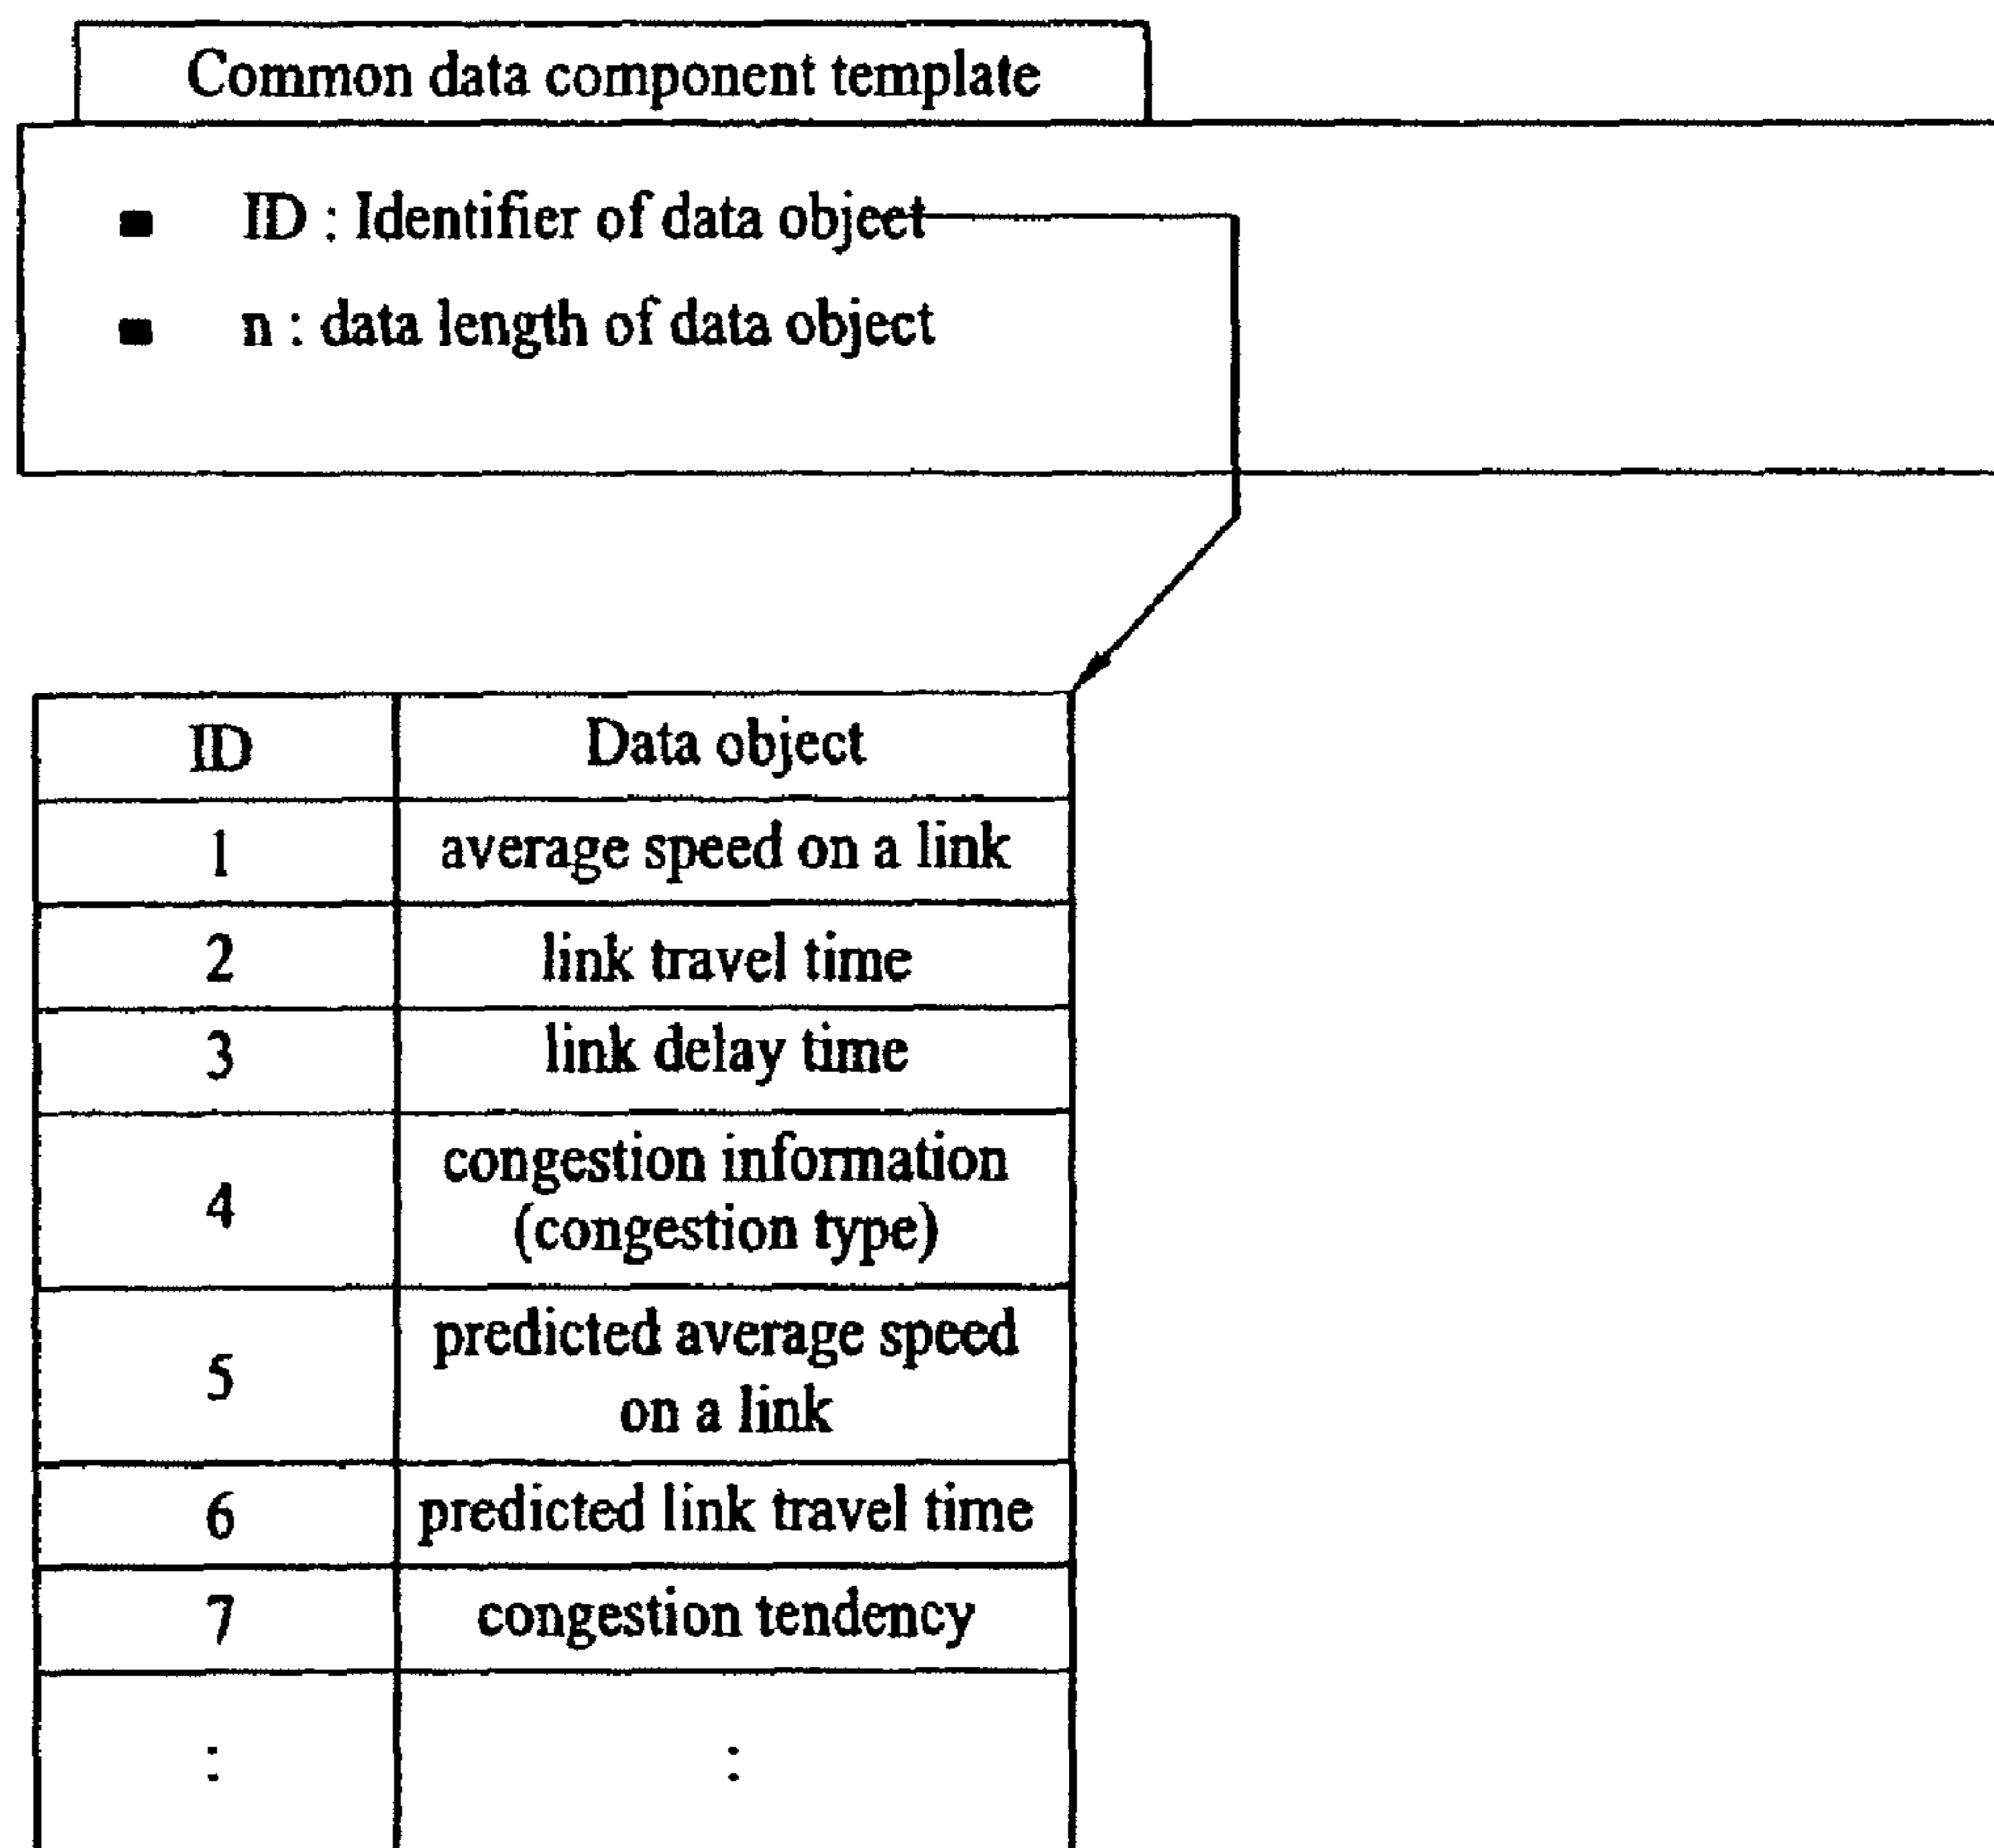 Common data component template
▪ ID : Identifier of data object
▪ n : data length of data object
ID Data object
1 average speed on a link
2 link travel time
3 link delay time
4 congestion information
(congestion type)
5 predicted average speed
on a link
6 predicted link travel time
7 congestion tendency
: :